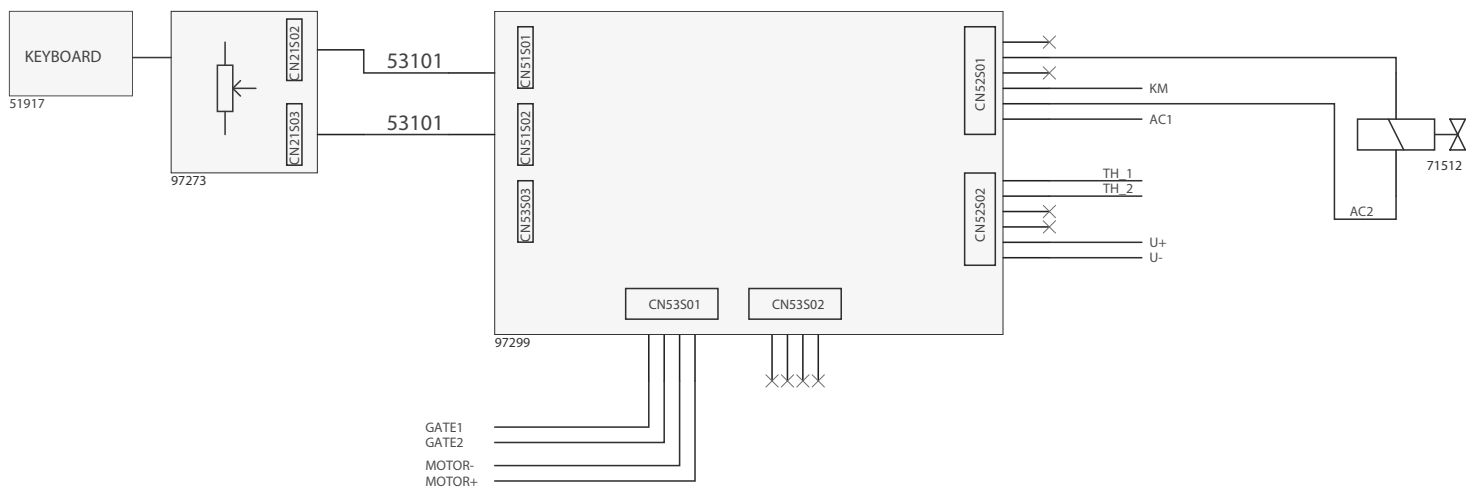 KEYBOARD
51917
CN21S02
CN21S03
97273
53101
53101
CN51S01
CN51S02
CN53S03
CN52S01
CN52S02
CN53S01
CN53S02
97299
KM
AC1
TH_1
TH_2
U+
U-
AC2
71512
GATE1
GATE2
MOTOR-
MOTOR+